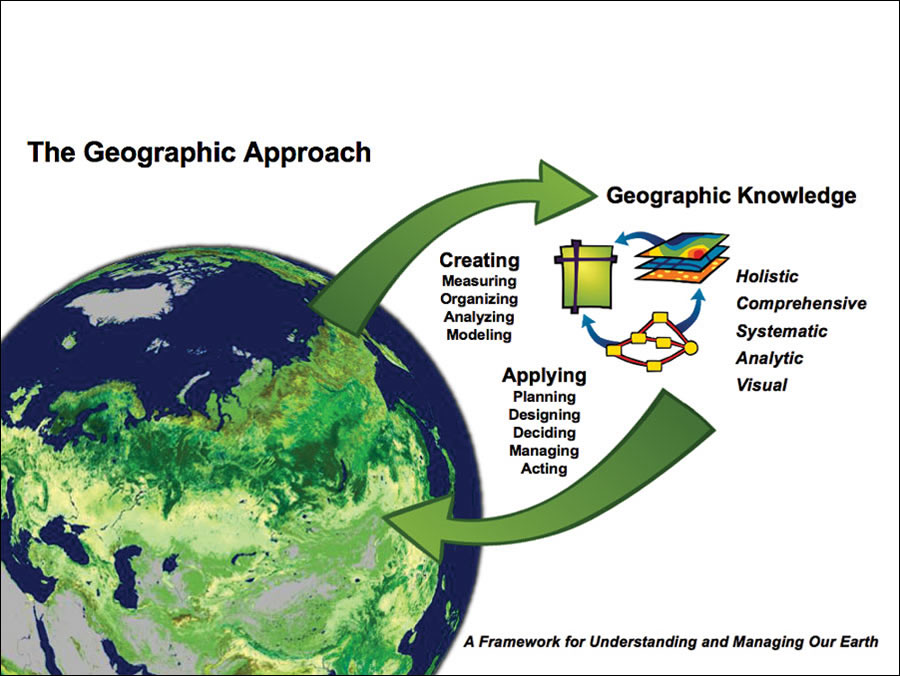 The Geographic Approach
Geographic Knowledge
Creating
Measuring
Organizing
Analyzing
Modeling
Holistic
Comprehensive
Systematic
Analytic
Visual
Applying
Planning
Designing
Deciding
Managing
Acting
A Framework for Understanding and Managing Our Earth